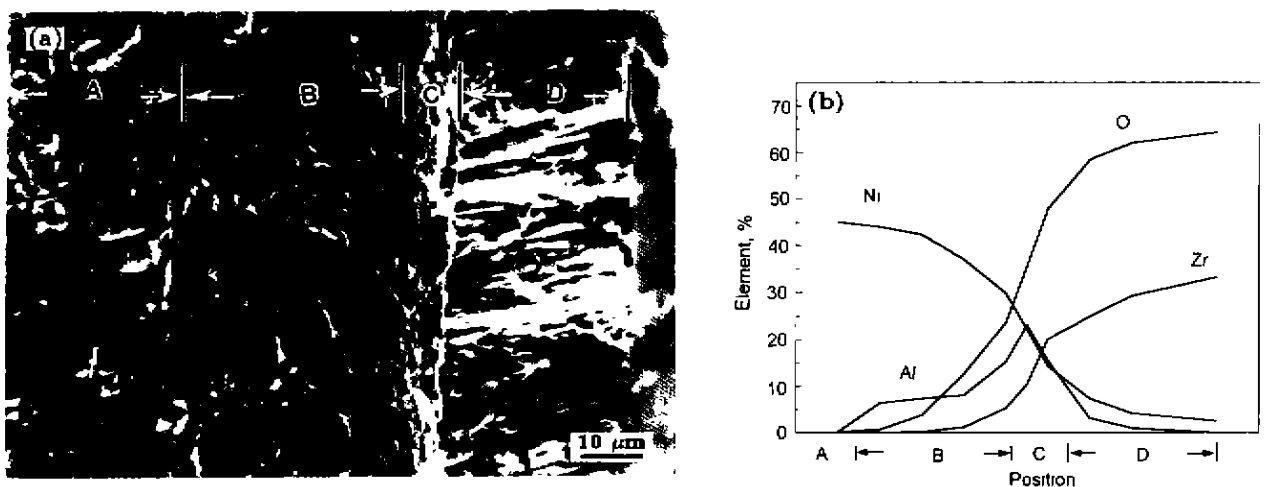 (a)
A B C D
10 μm
(b)
70
60
50
40
30
20
10
0
Element, %
O
Ni
Zr
Al
A B C D
Position